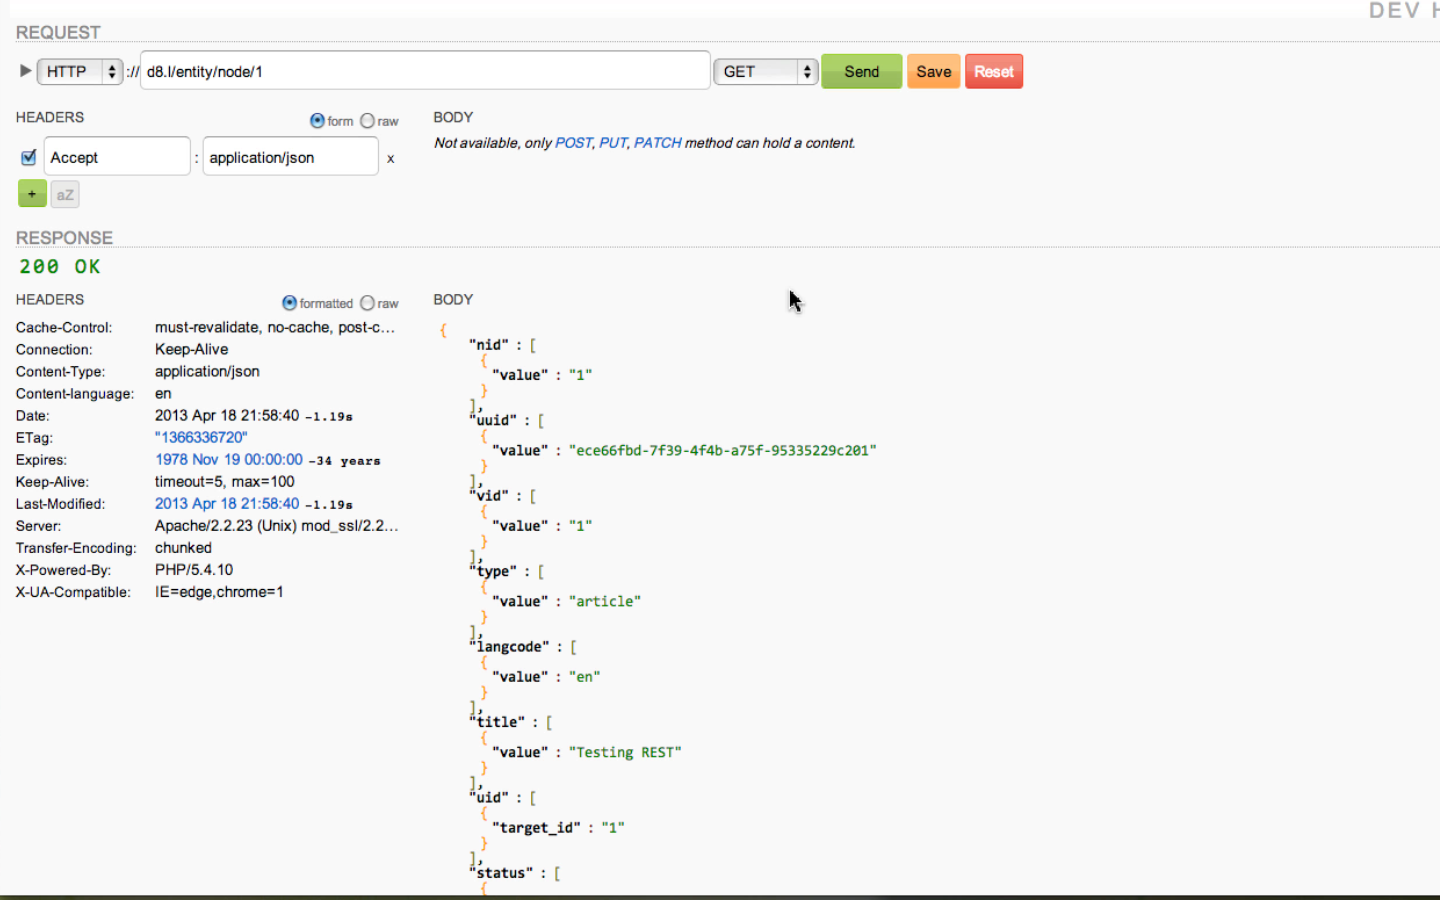 DEV H
REQUEST
HTTP :// d8.l/entity/node/1 GET Send Save Reset
HEADERS form raw
Accept : application/json x
+ aZ
BODY
Not available, only POST, PUT, PATCH method can hold a content.
RESPONSE
200 OK
HEADERS formatted raw
Cache-Control: must-revalidate, no-cache, post-c...
Connection: Keep-Alive
Content-Type: application/json
Content-language: en
Date: 2013 Apr 18 21:58:40 -1.19s
ETag: "1366336720"
Expires: 1978 Nov 19 00:00:00 -34 years
Keep-Alive: timeout=5, max=100
Last-Modified: 2013 Apr 18 21:58:40 -1.19s
Server: Apache/2.2.23 (Unix) mod_ssl/2.2...
Transfer-Encoding: chunked
X-Powered-By: PHP/5.4.10
X-UA-Compatible: IE=edge,chrome=1
BODY
{
"nid" : [
{
"value" : "1"
}
],
"uuid" : [
{
"value" : "ece66fbd-7f39-4f4b-a75f-95335229c201"
}
],
"vid" : [
{
"value" : "1"
}
],
"type" : [
{
"value" : "article"
}
],
"langcode" : [
{
"value" : "en"
}
],
"title" : [
{
"value" : "Testing REST"
}
],
"uid" : [
{
"target_id" : "1"
}
],
"status" : [
{